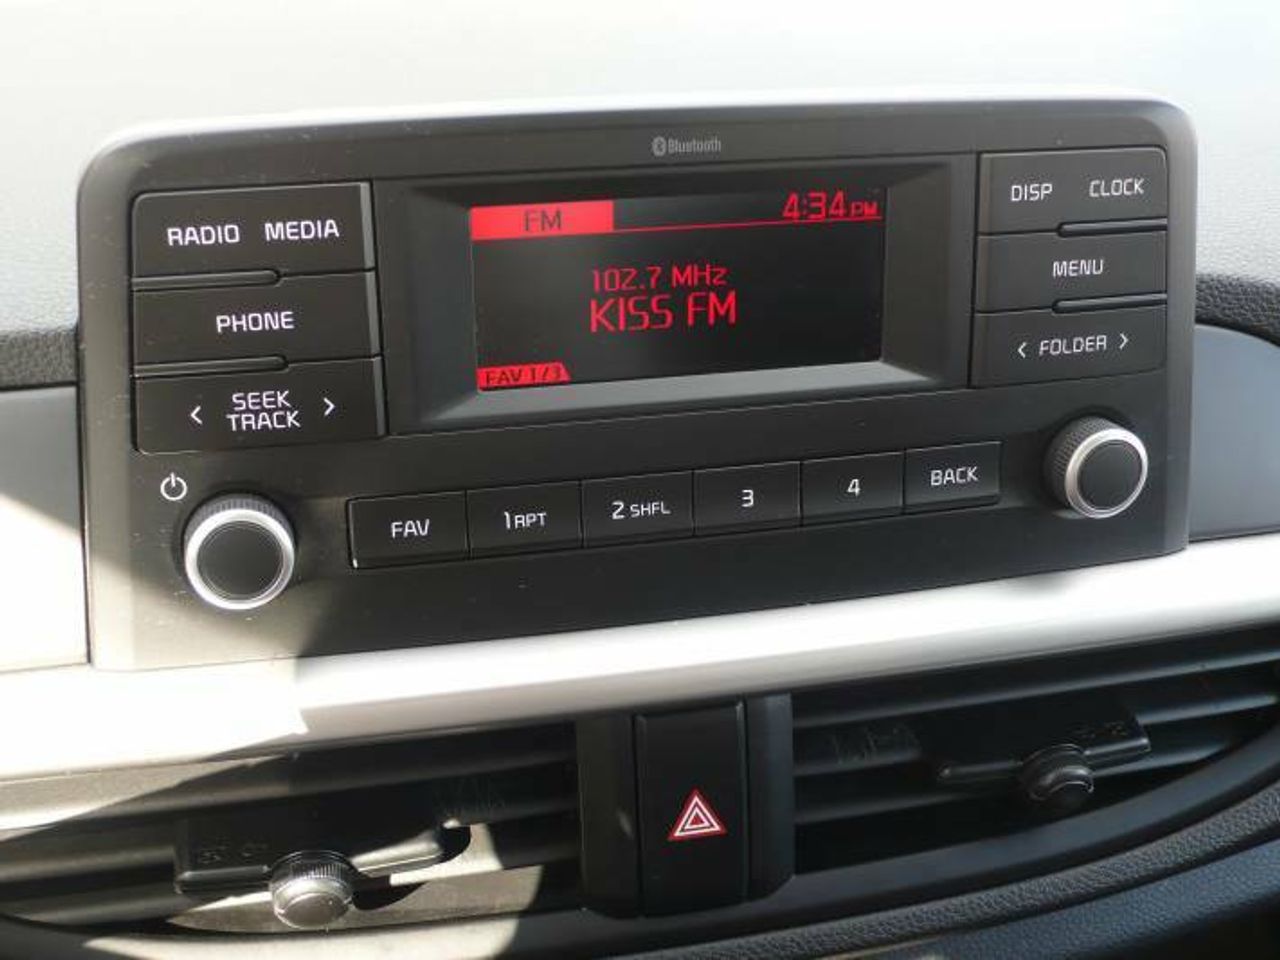 Bluetooth
RADIO MEDIA
FM
4:34 PM
DISP CLOCK
PHONE
102.7 MHz
KISS FM
MENU
SEEK
TRACK
< >
FAV 1/3
< FOLDER >
FAV
1 RPT
2 SHFL
3
4
BACK